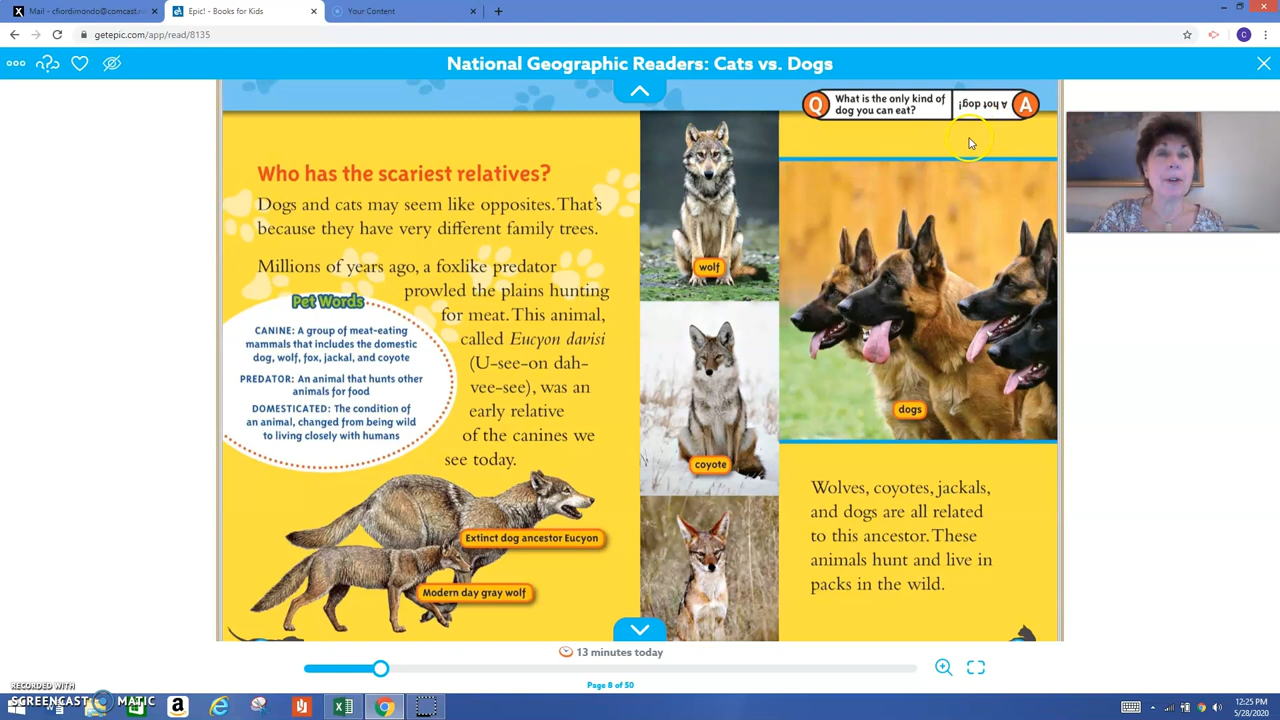 Mail - cfiordimondo@comcast.n
Epic! - Books for Kids
Your Content
getepic.com/app/read/8135
C
National Geographic Readers: Cats vs. Dogs
Q
What is the only kind of
dog you can eat?
A hot dog!
A
Who has the scariest relatives?
Dogs and cats may seem like opposites. That's
because they have very different family trees.
Millions of years ago, a foxlike predator
prowled the plains hunting
for meat. This animal,
called Eucyon davisi
(U-see-on dah-
vee-see), was an
early relative
of the canines we
see today.
Pet Words
CANINE: A group of meat-eating
mammals that includes the domestic
dog, wolf, fox, jackal, and coyote
PREDATOR: An animal that hunts other
animals for food
DOMESTICATED: The condition of
an animal, changed from being wild
to living closely with humans
Extinct dog ancestor Eucyon
Modern day gray wolf
wolf
coyote
dogs
Wolves, coyotes, jackals,
and dogs are all related
to this ancestor. These
animals hunt and live in
packs in the wild.
13 minutes today
Page 8 of 50
RECORDED WITH
SCREENCAST MATIC
12:25 PM
5/28/2020